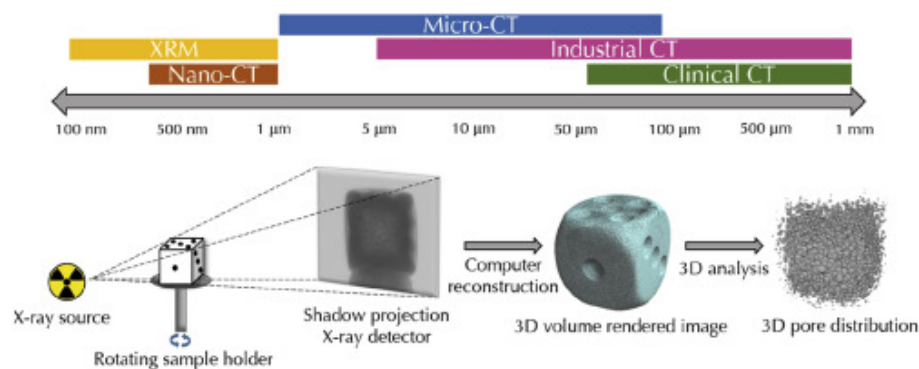 Micro-CT
XRM
Industrial CT
Nano-CT
Clinical CT
100 nm
500 nm
1 µm
5 µm
10 µm
50 µm
100 µm
500 µm
1 mm
X-ray source
Rotating sample holder
Shadow projection
X-ray detector
Computer
reconstruction
3D volume rendered image
3D analysis
3D pore distribution